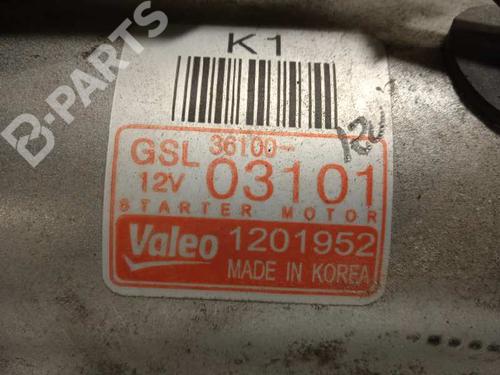 B-PARTS
K1
GSL 36100-
12V 03101
STARTER MOTOR
Valeo 1201952
MADE IN KOREA